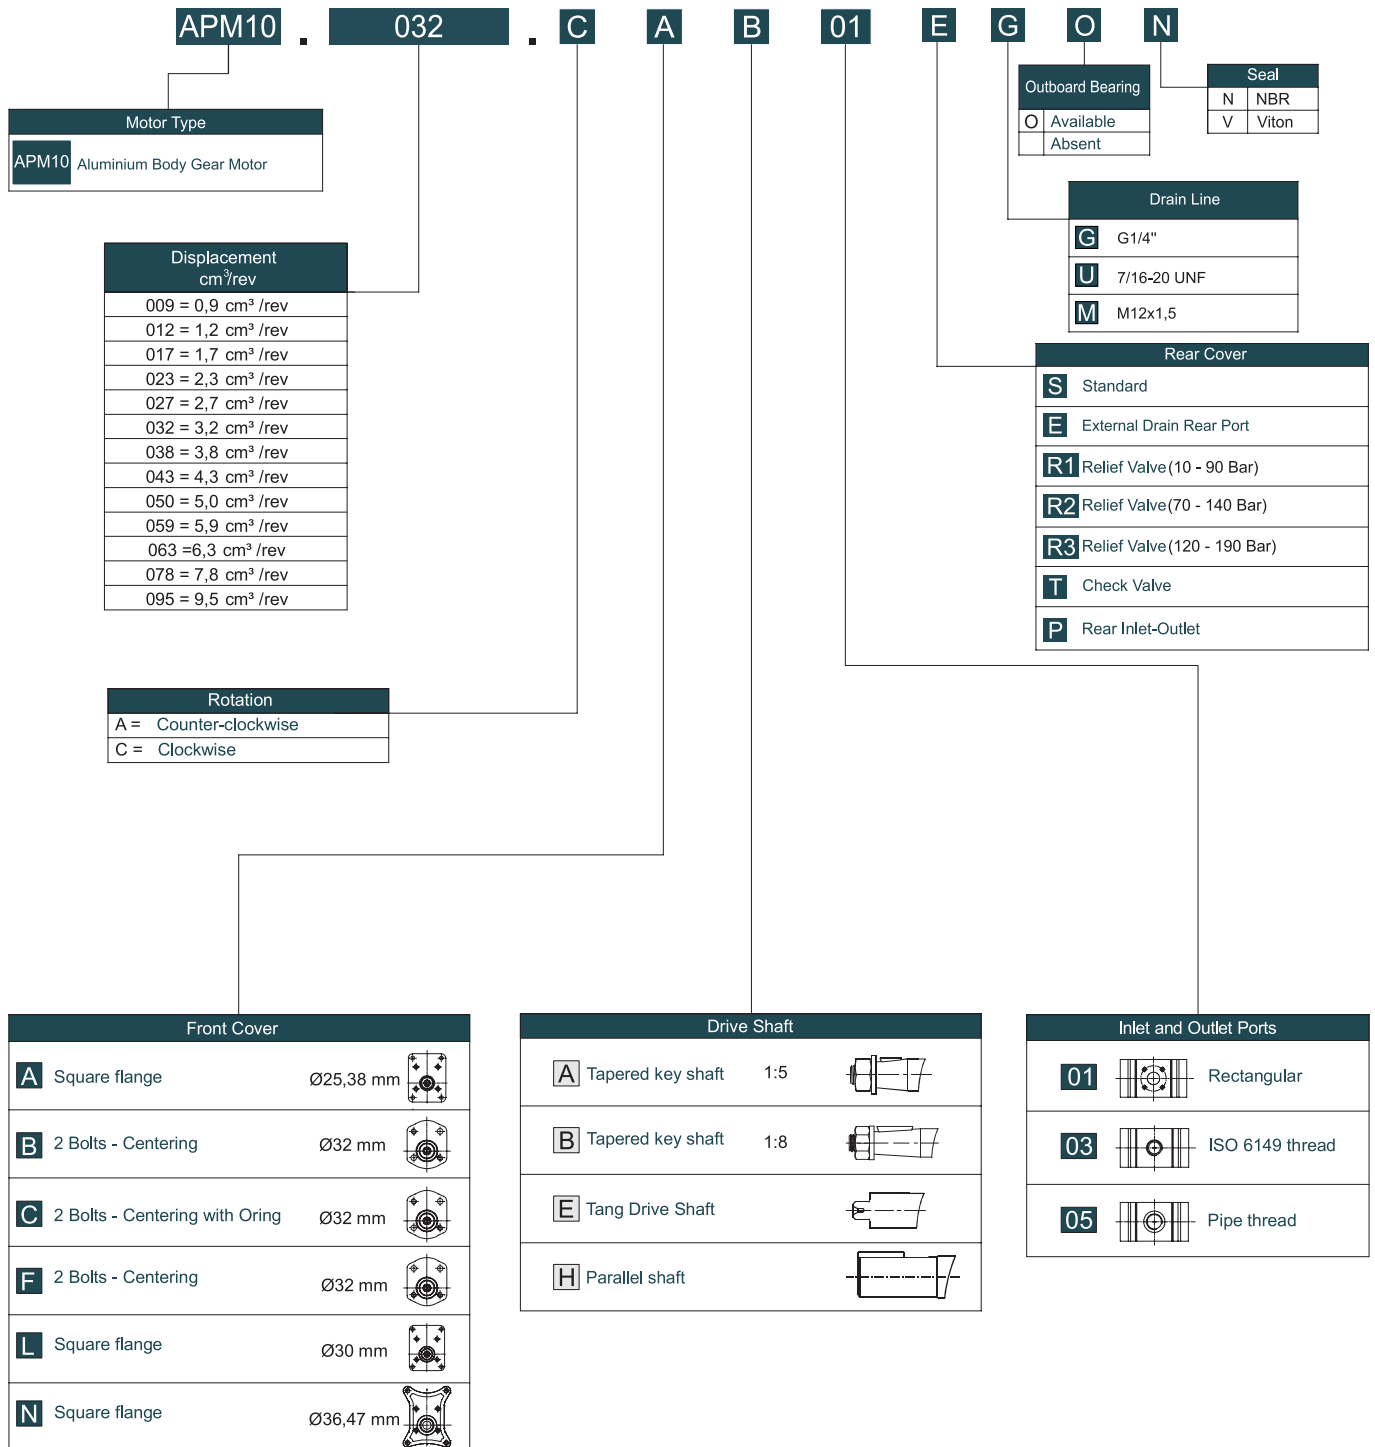 APM10 . 032 . C A B 01 E G O N
Outboard Bearing
O Available
Absent
Seal
N NBR
V Viton
Motor Type
APM10 Aluminium Body Gear Motor
Drain Line
G G1/4"
U 7/16-20 UNF
M M12x1,5
Displacement
cm³/rev
009 = 0,9 cm³ /rev
012 = 1,2 cm³ /rev
017 = 1,7 cm³ /rev
023 = 2,3 cm³ /rev
027 = 2,7 cm³ /rev
032 = 3,2 cm³ /rev
038 = 3,8 cm³ /rev
043 = 4,3 cm³ /rev
050 = 5,0 cm³ /rev
059 = 5,9 cm³ /rev
063 =6,3 cm³ /rev
078 = 7,8 cm³ /rev
095 = 9,5 cm³ /rev
Rear Cover
S Standard
E External Drain Rear Port
R1 Relief Valve (10 - 90 Bar)
R2 Relief Valve (70 - 140 Bar)
R3 Relief Valve (120 - 190 Bar)
T Check Valve
P Rear Inlet-Outlet
Rotation
A = Counter-clockwise
C = Clockwise
Front Cover
A Square flange Ø25,38 mm
B 2 Bolts - Centering Ø32 mm
C 2 Bolts - Centering with Oring Ø32 mm
F 2 Bolts - Centering Ø32 mm
L Square flange Ø30 mm
N Square flange Ø36,47 mm
Drive Shaft
A Tapered key shaft 1:5
B Tapered key shaft 1:8
E Tang Drive Shaft
H Parallel shaft
Inlet and Outlet Ports
01 Rectangular
03 ISO 6149 thread
05 Pipe thread